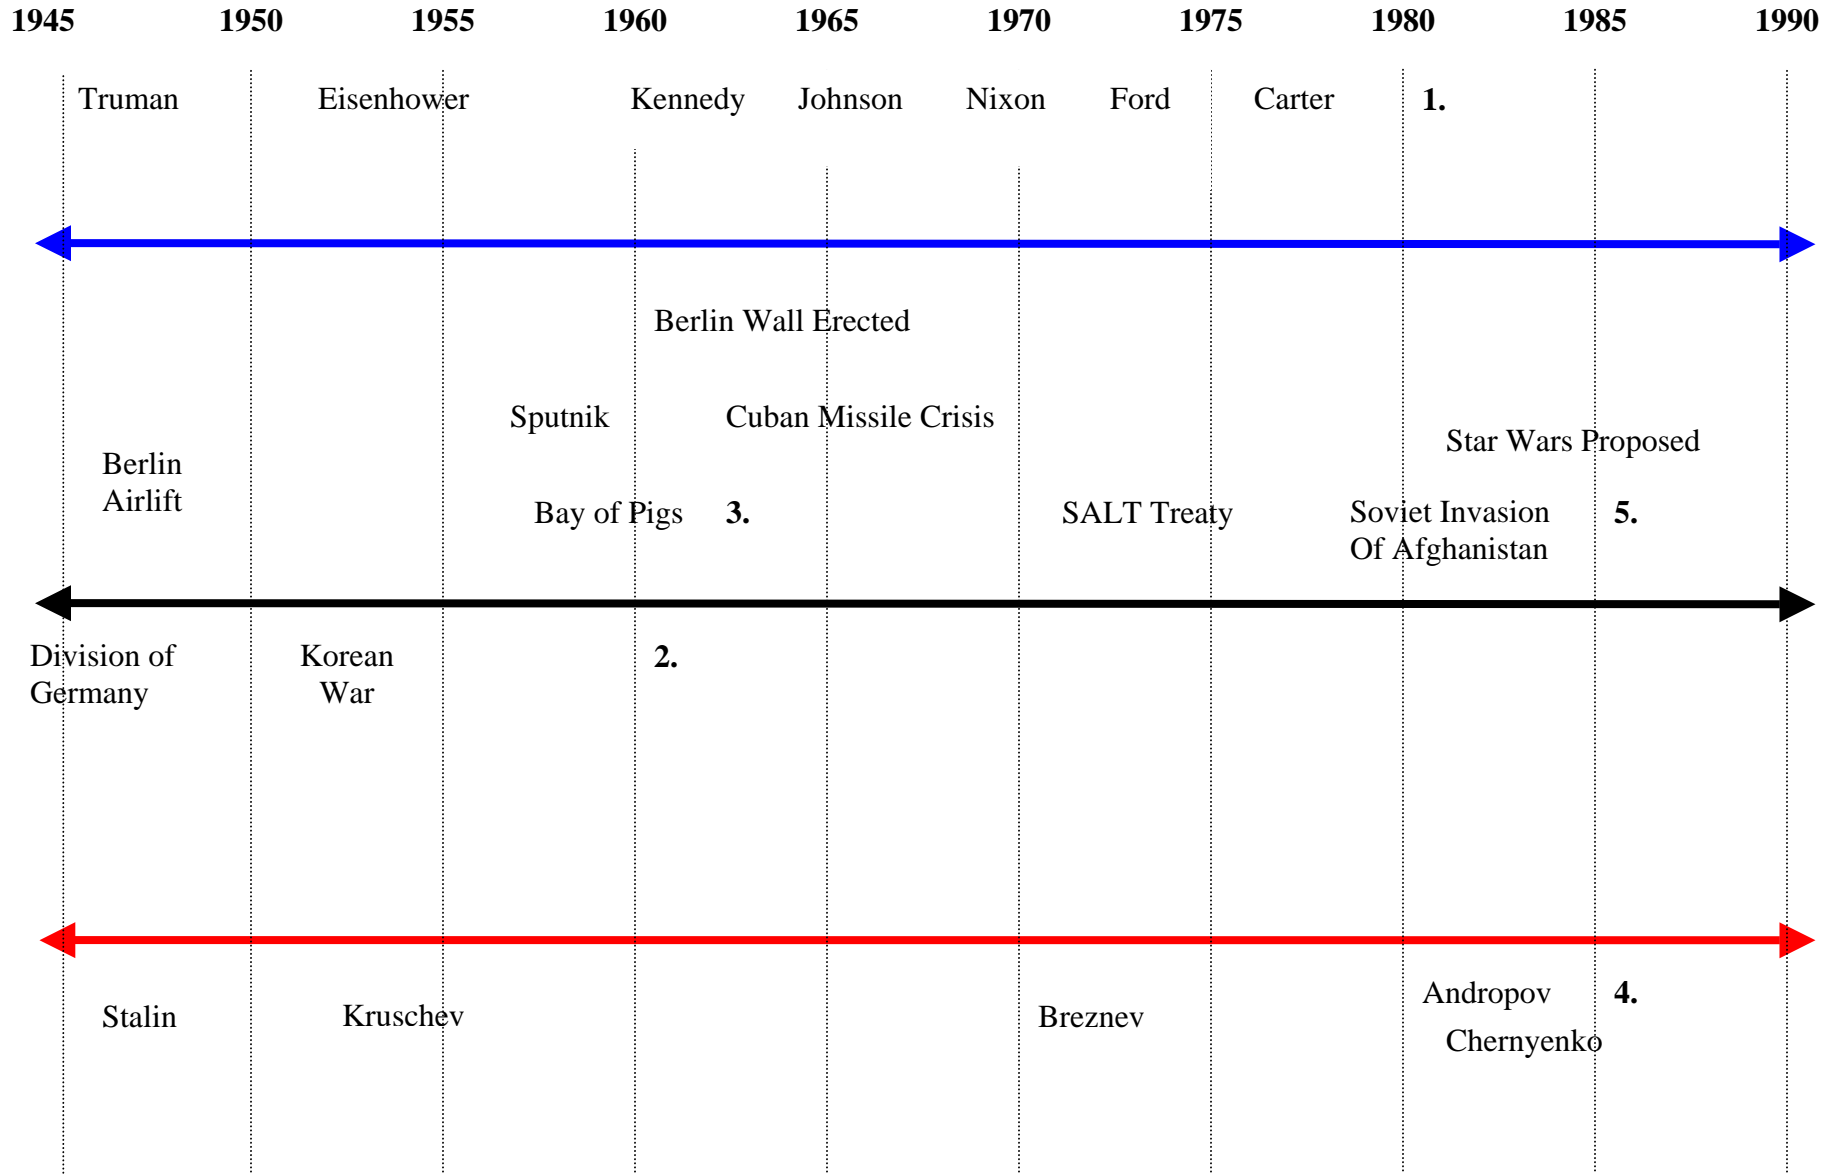 1945 1950 1955 1960 1965 1970 1975 1980 1985 1990
Truman Eisenhower Kennedy Johnson Nixon Ford Carter 1.
Berlin Wall Erected
Sputnik Cuban Missile Crisis
Star Wars Proposed
Berlin
Airlift
Bay of Pigs 3. SALT Treaty Soviet Invasion 5.
Of Afghanistan
Division of Korean 2.
Germany War
Andropov 4.
Stalin Kruschev Breznev
Chernyenko